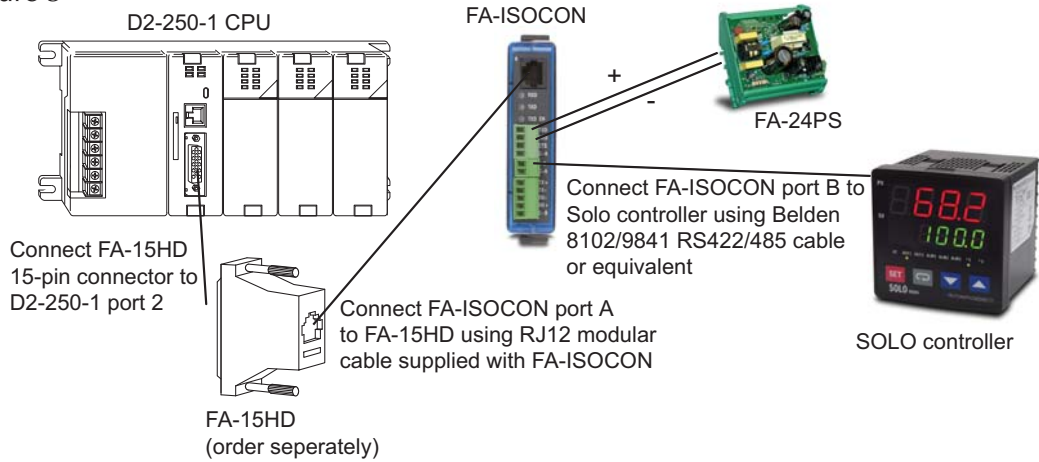 D2-250-1 CPU
FA-ISOCON
+
-
FA-24PS
Connect FA-ISOCON port B to
Solo controller using Belden
8102/9841 RS422/485 cable
or equivalent
68.2
100.0
SET
SOLO
SOLO controller
Connect FA-15HD
15-pin connector to
D2-250-1 port 2
Connect FA-ISOCON port A
to FA-15HD using RJ12 modular
cable supplied with FA-ISOCON
FA-15HD
(order seperately)